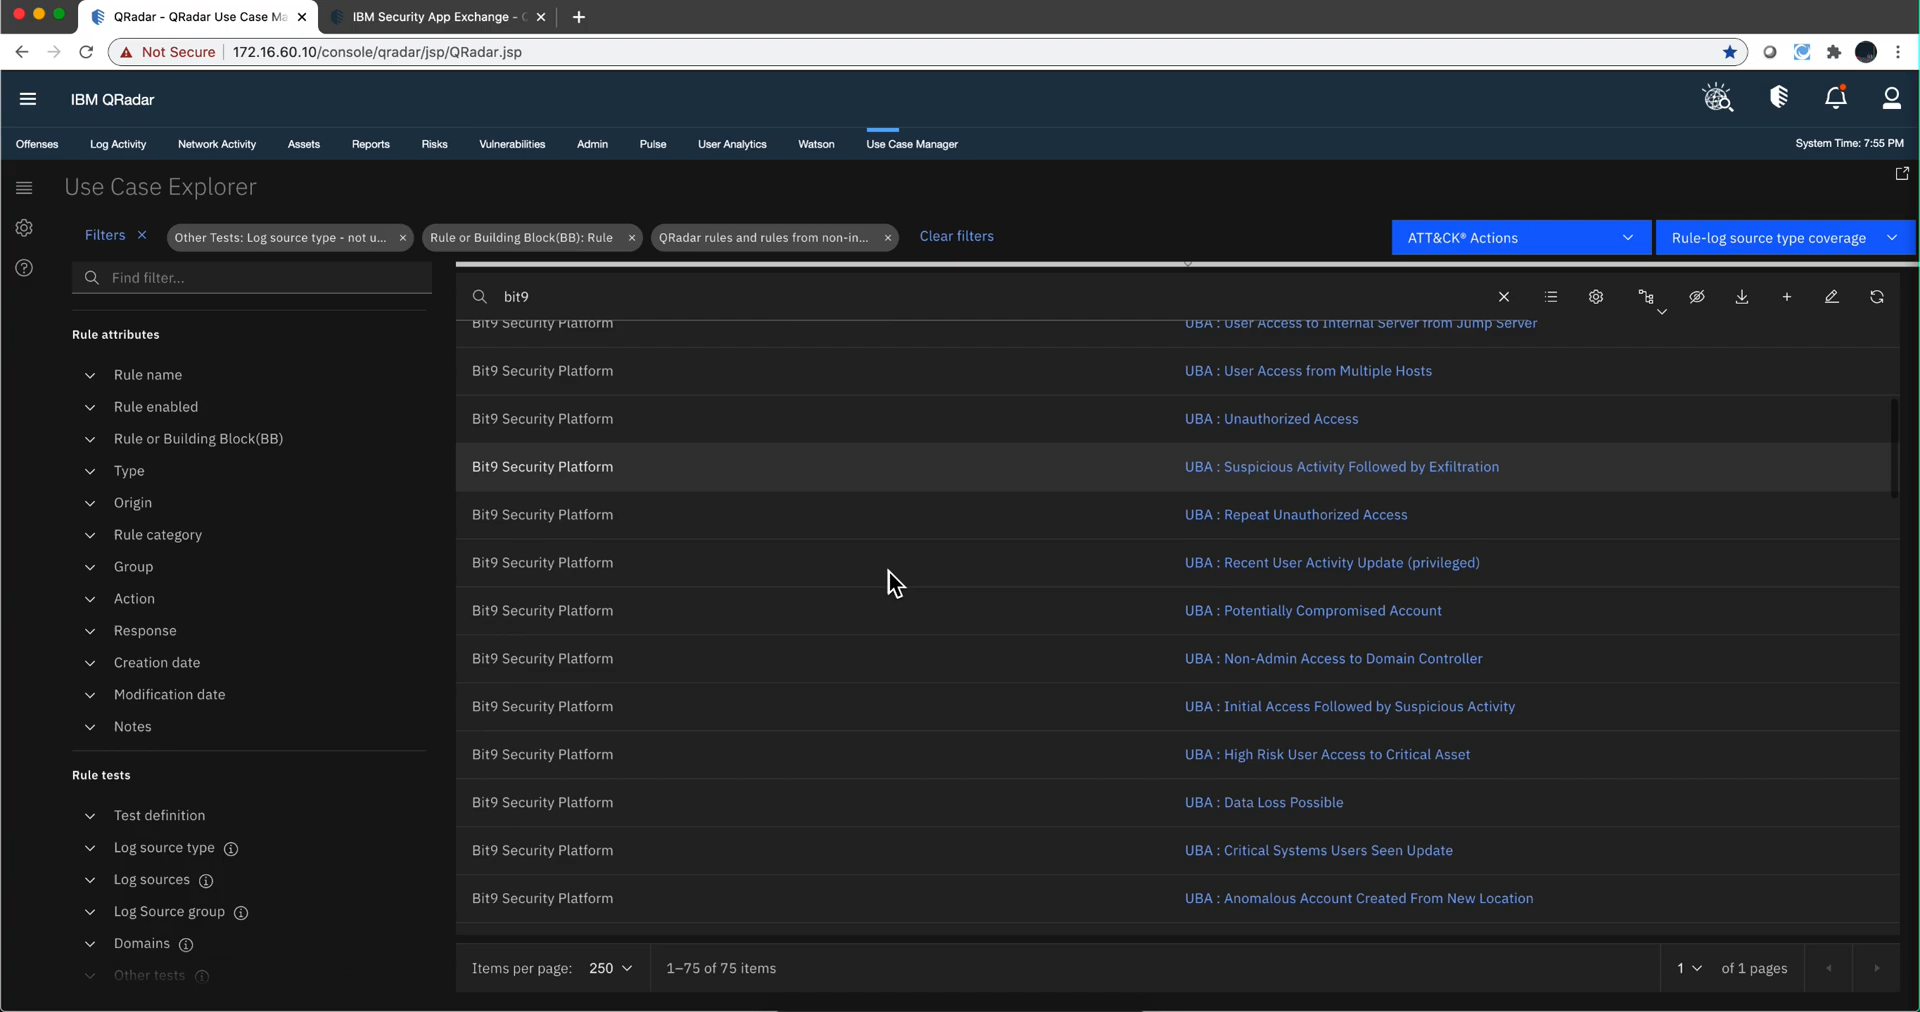 QRadar - QRadar Use Case Ma
IBM Security App Exchange -
Not Secure
172.16.60.10/console/qradar/jsp/QRadar.jsp
IBM QRadar
Offenses
Log Activity
Network Activity
Assets
Reports
Risks
Vulnerabilities
Admin
Pulse
User Analytics
Watson
Use Case Manager
System Time: 7:55 PM
Use Case Explorer
Filters
Other Tests: Log source type - not u...
Rule or Building Block(BB): Rule
QRadar rules and rules from non-in...
Clear filters
ATT&CK® Actions
Rule-log source type coverage
Find filter...
Rule attributes
Rule name
Rule enabled
Rule or Building Block(BB)
Type
Origin
Rule category
Group
Action
Response
Creation date
Modification date
Notes
Rule tests
Test definition
Log source type
Log sources
Log Source group
Domains
Other tests
bit9
Bit9 Security Platform UBA : User Access to Internal Server from Jump Server
Bit9 Security Platform UBA : User Access from Multiple Hosts
Bit9 Security Platform UBA : Unauthorized Access
Bit9 Security Platform UBA : Suspicious Activity Followed by Exfiltration
Bit9 Security Platform UBA : Repeat Unauthorized Access
Bit9 Security Platform UBA : Recent User Activity Update (privileged)
Bit9 Security Platform UBA : Potentially Compromised Account
Bit9 Security Platform UBA : Non-Admin Access to Domain Controller
Bit9 Security Platform UBA : Initial Access Followed by Suspicious Activity
Bit9 Security Platform UBA : High Risk User Access to Critical Asset
Bit9 Security Platform UBA : Data Loss Possible
Bit9 Security Platform UBA : Critical Systems Users Seen Update
Bit9 Security Platform UBA : Anomalous Account Created From New Location
Items per page: 250
1–75 of 75 items
1 of 1 pages